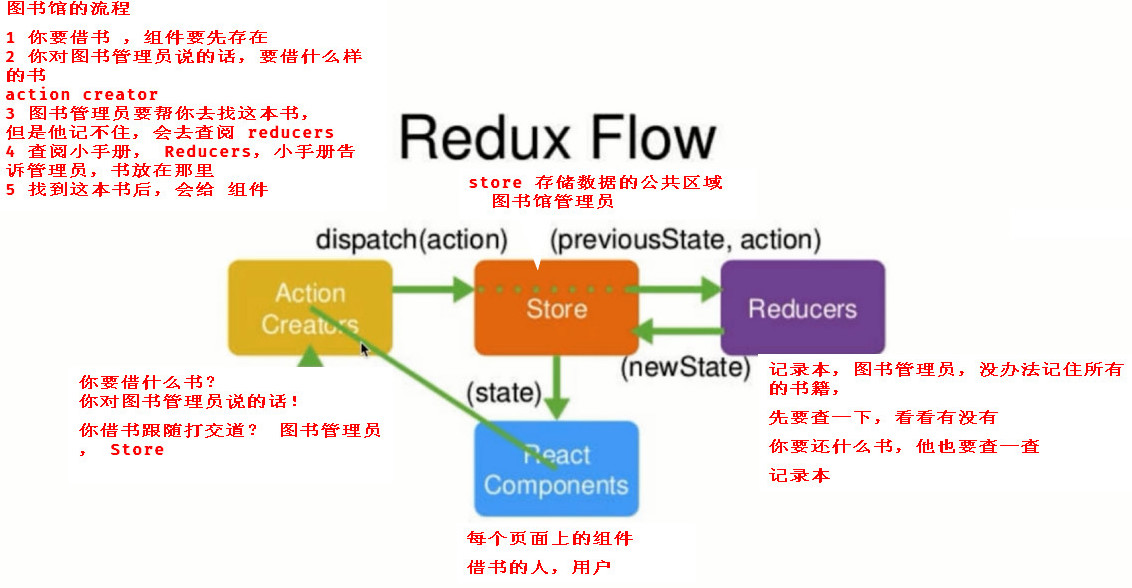 图书馆的流程
1 你要借书 ，组件要先存在
2 你对图书管理员说的话，要借什么样
的书
action creator
3 图书管理员要帮你去找这本书，
但是他记不住，会去查阅 reducers
4 查阅小手册， Reducers，小手册告
诉管理员，书放在那里
5 找到这本书后，会给 组件
Redux Flow
store 存储数据的公共区域
图书馆管理员
dispatch(action)
(previousState, action)
Action
Creators
Store
Reducers
(newState)
(state)
React
Components
你要借什么书？
你对图书管理员说的话！
你借书跟随打交道？ 图书管理员
， Store
记录本，图书管理员，没办法记住所有
的书籍，
先要查一下，看看有没有
你要还什么书，他也要查一查
记录本
每个页面上的组件
借书的人，用户